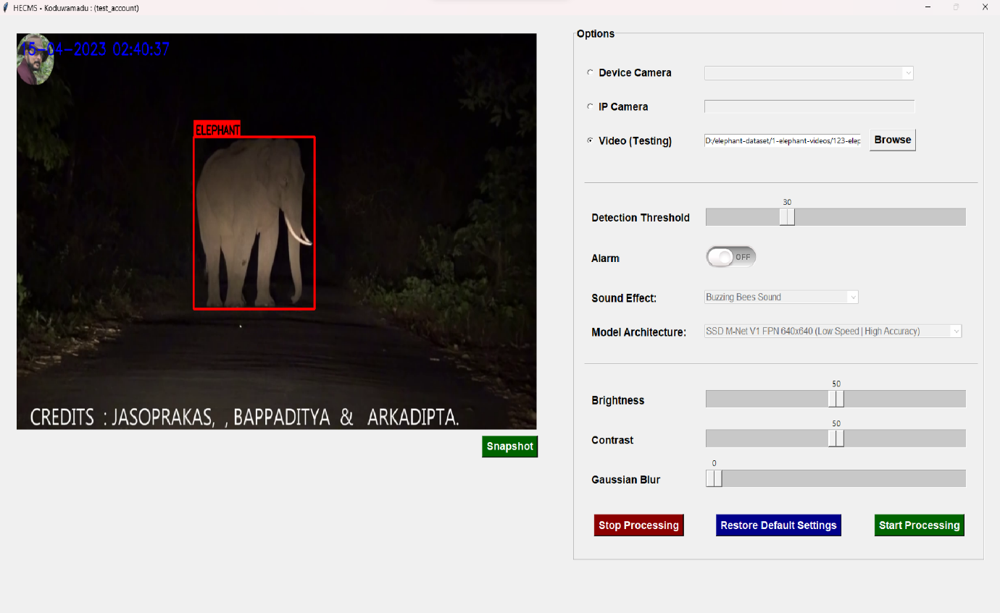 HECMS - Koduwamadu : (test_account)
15-04-2023 02:40:37
ELEPHANT
CREDITS : JASOPRAKAS, , BAPPADITYA & ARKADIPTA.
Snapshot
Options
Device Camera
IP Camera
Video (Testing) D:/elephant-dataset/1-elephant-videos/123-elep Browse
30
Detection Threshold
Alarm OFF
Sound Effect: Buzzing Bees Sound
Model Architecture: SSD M-Net V1 FPN 640x640 (Low Speed | High Accuracy)
50
Brightness
50
Contrast
0
Gaussian Blur
Stop Processing Restore Default Settings Start Processing